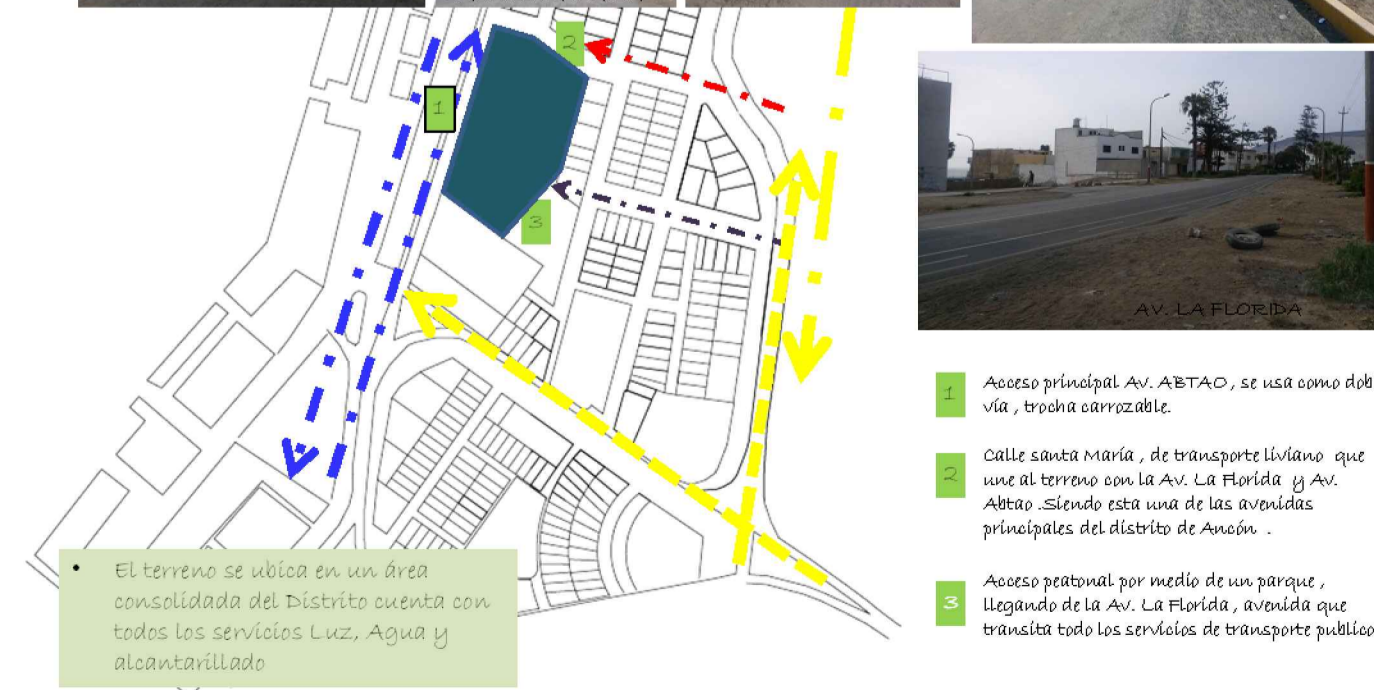 2
1
3
AV. LA FLORIDA
1
Acceso principal AV. ABTAO , se usa como dob
vía , trocha carrozable.
2
Calle santa María , de transporte liviano que
une al terreno con la Av. La Florida y Av.
Abtao .Siendo esta una de las avenidas
principales del distrito de Ancón .
3
Acceso peatonal por medio de un parque ,
llegando de la Av. La Florida , avenida que
transita todo los servicios de transporte publico
• El terreno se ubica en un área
consolidada del Distrito cuenta con
todos los servicios Luz, Agua y
alcantarillado